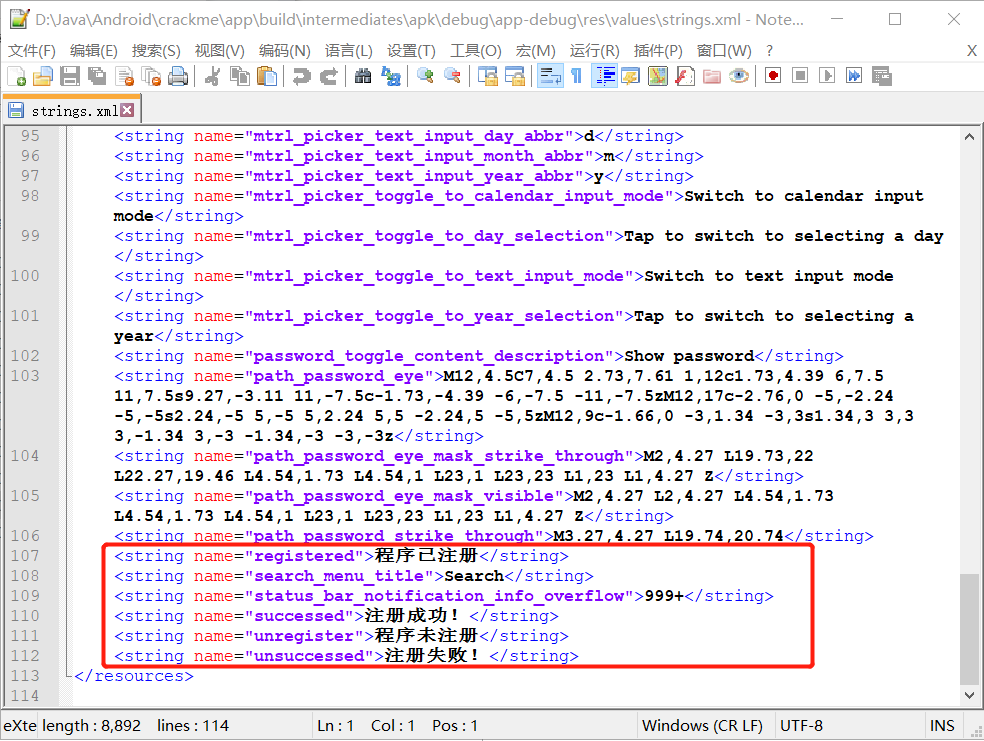 D:\Java\Android\crackme\app\build\intermediates\apk\debug\app-debug\res\values\strings.xml - Note...
文件(F) 编辑(E) 搜索(S) 视图(V) 编码(N) 语言(L) 设置(T) 工具(O) 宏(M) 运行(R) 插件(P) 窗口(W) ? X
strings.xml
95 <string name="mtrl_picker_text_input_day_abbr">d</string>
96 <string name="mtrl_picker_text_input_month_abbr">m</string>
97 <string name="mtrl_picker_text_input_year_abbr">y</string>
98 <string name="mtrl_picker_toggle_to_calendar_input_mode">Switch to calendar input
mode</string>
99 <string name="mtrl_picker_toggle_to_day_selection">Tap to switch to selecting a day
</string>
100 <string name="mtrl_picker_toggle_to_text_input_mode">Switch to text input mode
</string>
101 <string name="mtrl_picker_toggle_to_year_selection">Tap to switch to selecting a
year</string>
102 <string name="password_toggle_content_description">Show password</string>
103 <string name="path_password_eye">M12,4.5C7,4.5 2.73,7.61 1,12c1.73,4.39 6,7.5
11,7.5s9.27,-3.11 11,-7.5c-1.73,-4.39 -6,-7.5 -11,-7.5zM12,17c-2.76,0 -5,-2.24
-5,-5s2.24,-5 5,-5 5,2.24 5,5 -2.24,5 -5,5zM12,9c-1.66,0 -3,1.34 -3,3s1.34,3 3,3
3,-1.34 3,-3 -1.34,-3 -3,-3z</string>
104 <string name="path_password_eye_mask_strike_through">M2,4.27 L19.73,22
L22.27,19.46 L4.54,1.73 L4.54,1 L23,1 L23,23 L1,23 L1,4.27 Z</string>
105 <string name="path_password_eye_mask_visible">M2,4.27 L2,4.27 L4.54,1.73
L4.54,1.73 L4.54,1 L23,1 L23,23 L1,23 L1,4.27 Z</string>
106 <string name="path_password_strike_through">M3.27,4.27 L19.74,20.74</string>
107 <string name="registered">程序已注册</string>
108 <string name="search_menu_title">Search</string>
109 <string name="status_bar_notification_info_overflow">999+</string>
110 <string name="successed">注册成功！</string>
111 <string name="unregister">程序未注册</string>
112 <string name="unsuccessed">注册失败！</string>
113 </resources>
114
eXte length : 8,892 lines : 114 Ln : 1 Col : 1 Pos : 1 Windows (CR LF) UTF-8 INS